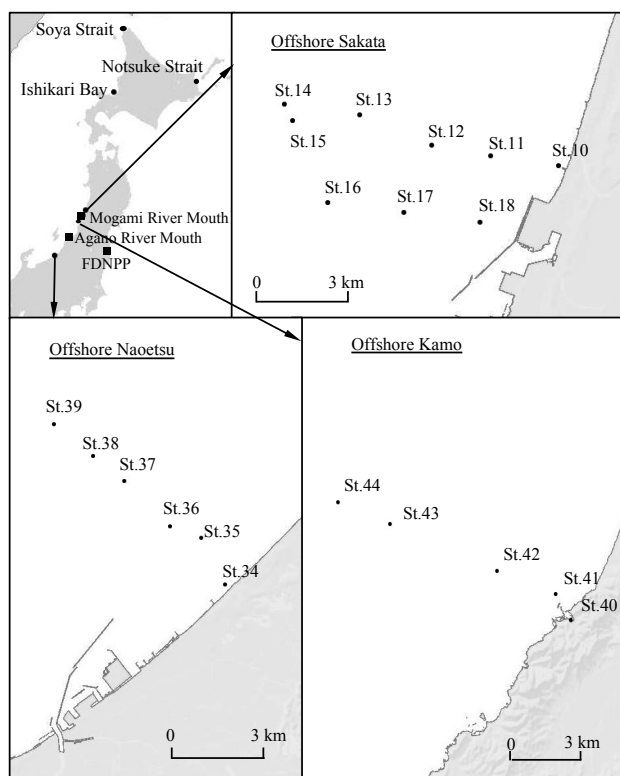 Soya Strait
Notsuke Strait
Ishikari Bay
Mogami River Mouth
Agano River Mouth
FDNPP
Offshore Sakata
St.14
St.13
St.15
St.12
St.11
St.10
St.16
St.17
St.18
0 3 km
Offshore Naoetsu
St.39
St.38
St.37
St.36
St.35
St.34
0 3 km
Offshore Kamo
St.44
St.43
St.42
St.41
St.40
0 3 km